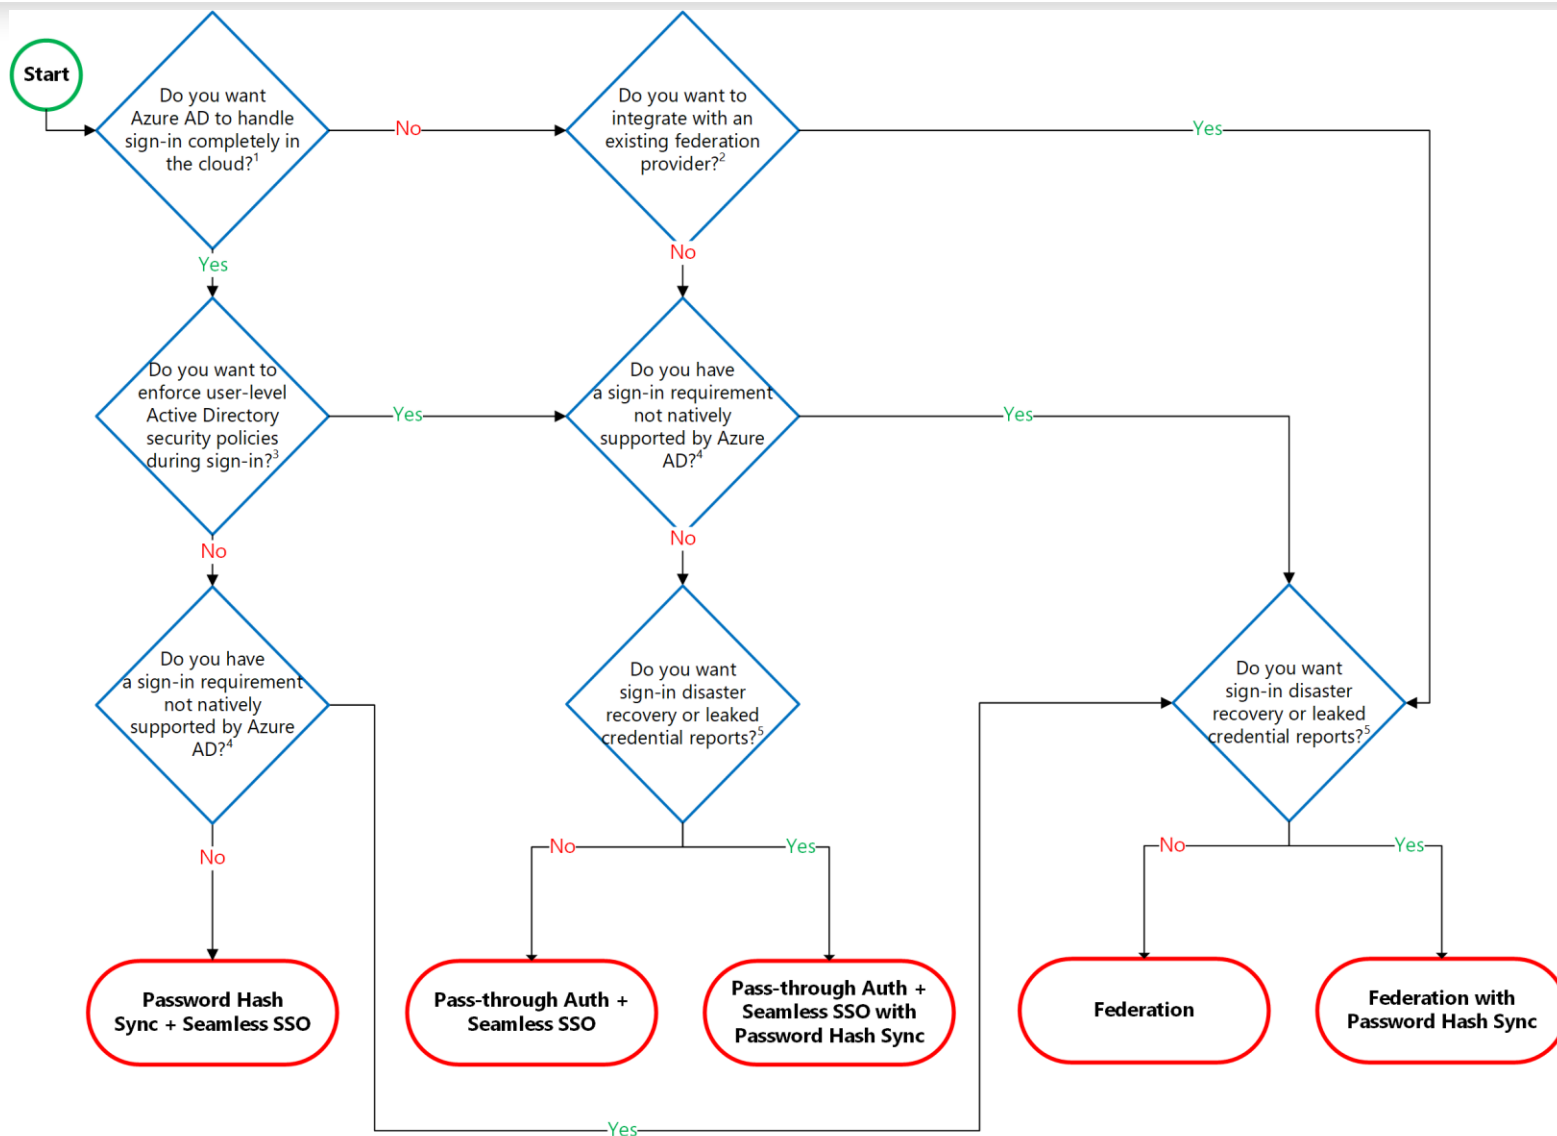 Start
Do you want
Azure AD to handle
sign-in completely in
the cloud?¹
No
Do you want to
integrate with an
existing federation
provider?²
Yes
Yes
No
Do you want to
enforce user-level
Active Directory
security policies
during sign-in?³
Yes
Do you have
a sign-in requirement
not natively
supported by Azure
AD?⁴
Yes
No
No
Do you have
a sign-in requirement
not natively
supported by Azure
AD?⁴
Do you want
sign-in disaster
recovery or leaked
credential reports?⁵
Do you want
sign-in disaster
recovery or leaked
credential reports?⁵
No
No
Yes
No
Yes
Password Hash
Sync + Seamless SSO
Pass-through Auth +
Seamless SSO
Pass-through Auth +
Seamless SSO with
Password Hash Sync
Federation
Federation with
Password Hash Sync
Yes